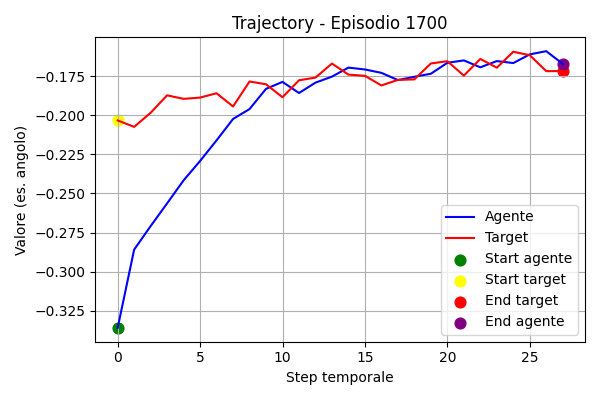 Trajectory - Episodio 1700
Valore (es. angolo)
−0.175
−0.200
−0.225
−0.250
−0.275
−0.300
−0.325
Agente
Target
Start agente
Start target
End target
End agente
0 5 10 15 20 25
Step temporale